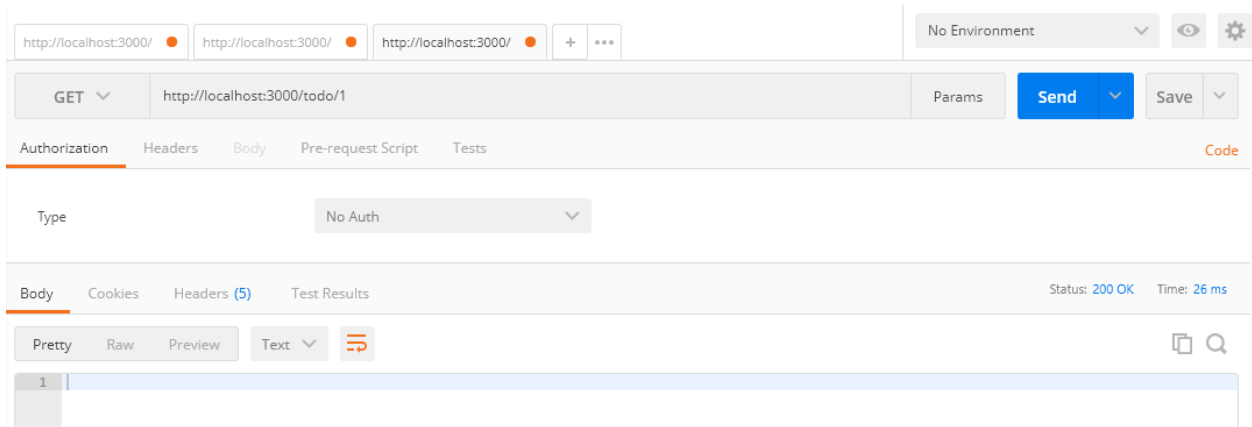 http://localhost:3000/ http://localhost:3000/ http://localhost:3000/ + ••• No Environment
GET http://localhost:3000/todo/1 Params Send Save
Authorization Headers Body Pre-request Script Tests Code
Type No Auth
Body Cookies Headers (5) Test Results Status: 200 OK Time: 26 ms
Pretty Raw Preview Text
1